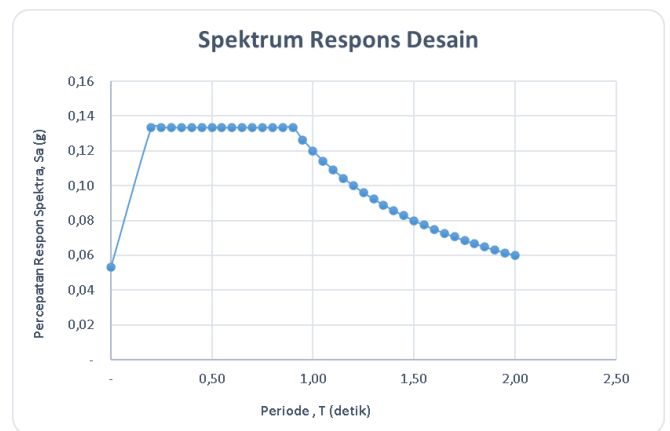 Spektrum Respons Desain
Percepatan Respon Spektra, Sa (g)
0,16
0,14
0,12
0,10
0,08
0,06
0,04
0,02
-
- 0,50 1,00 1,50 2,00 2,50
Periode , T (detik)